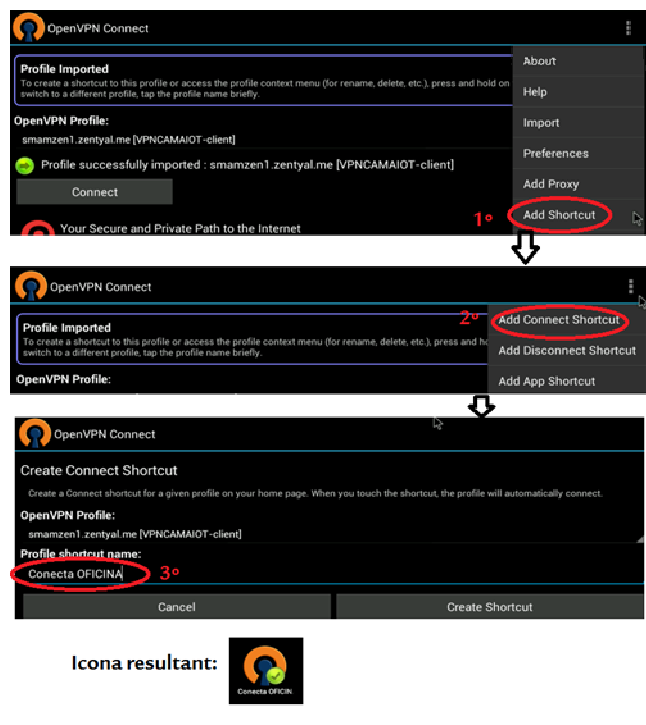 OpenVPN Connect
Profile Imported
To create a shortcut to this profile or access the profile context menu (for rename, delete, etc.), press and hold on
switch to a different profile, tap the profile name briefly.
OpenVPN Profile:
smamzen1.zentyal.me [VPNCAMAIOT-client]
Profile successfully imported : smamzen1.zentyal.me [VPNCAMAIOT-client]
Connect
Your Secure and Private Path to the Internet
About
Help
Import
Preferences
Add Proxy
1º
Add Shortcut
OpenVPN Connect
Profile Imported
To create a shortcut to this profile or access the profile context menu (for rename, delete, etc.), press and ho
switch to a different profile, tap the profile name briefly.
OpenVPN Profile:
2º
Add Connect Shortcut
Add Disconnect Shortcut
Add App Shortcut
OpenVPN Connect
Create Connect Shortcut
Create a Connect shortcut for a given profile on your home page. When you touch the shortcut, the profile will automatically connect.
OpenVPN Profile:
smamzen1.zentyal.me [VPNCAMAIOT-client]
Profile shortcut name:
Conecta OFICINA
3º
Cancel
Create Shortcut
Icona resultant:
Conecta OFICIN